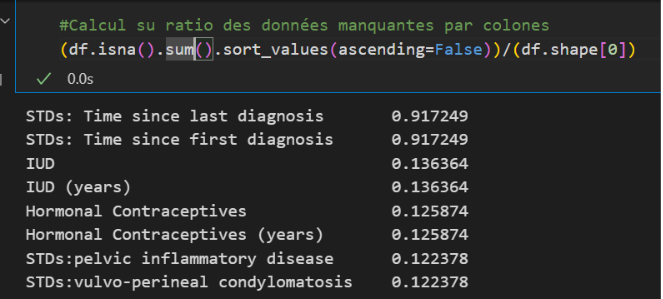 #Calcul su ratio des données manquantes par colones
(df.isna().sum().sort_values(ascending=False))/(df.shape[0])
0.0s
STDs: Time since last diagnosis 0.917249
STDs: Time since first diagnosis 0.917249
IUD 0.136364
IUD (years) 0.136364
Hormonal Contraceptives 0.125874
Hormonal Contraceptives (years) 0.125874
STDs:pelvic inflammatory disease 0.122378
STDs:vulvo-perineal condylomatosis 0.122378